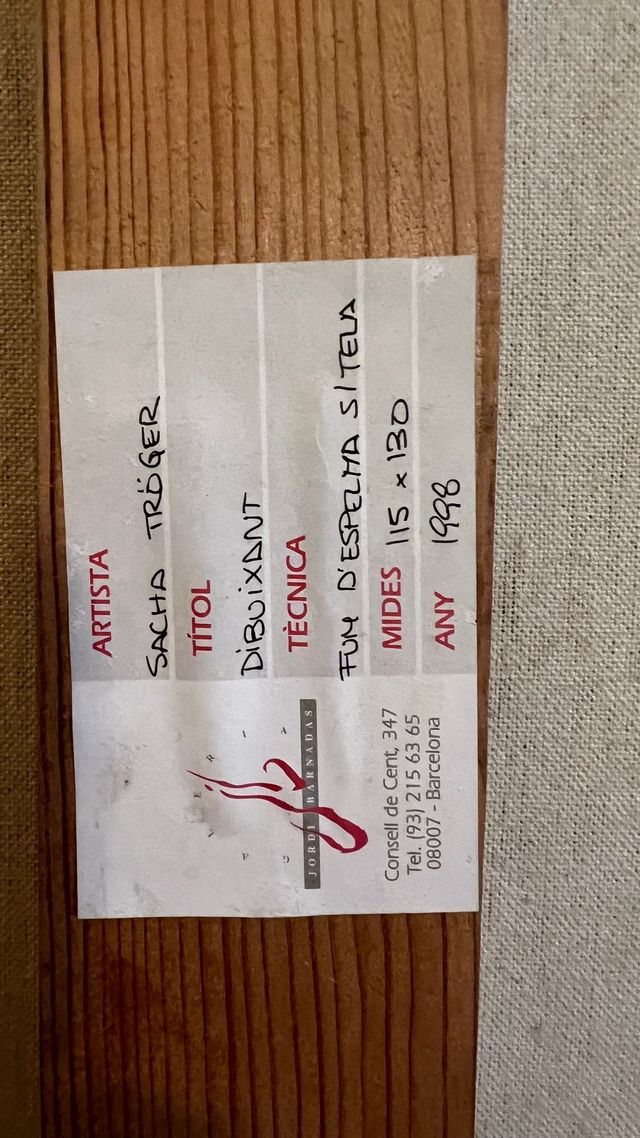 ARTISTA
SACHA TRÖGER
TÍTOL
DIBUIXANT
TÈCNICA
FUM D'ESPELMA S/TELA
MIDES 115 x 130
ANY 1998
JORDI BARNADAS
Consell de Cent, 347
Tel. (93) 215 63 65
08007 - Barcelona